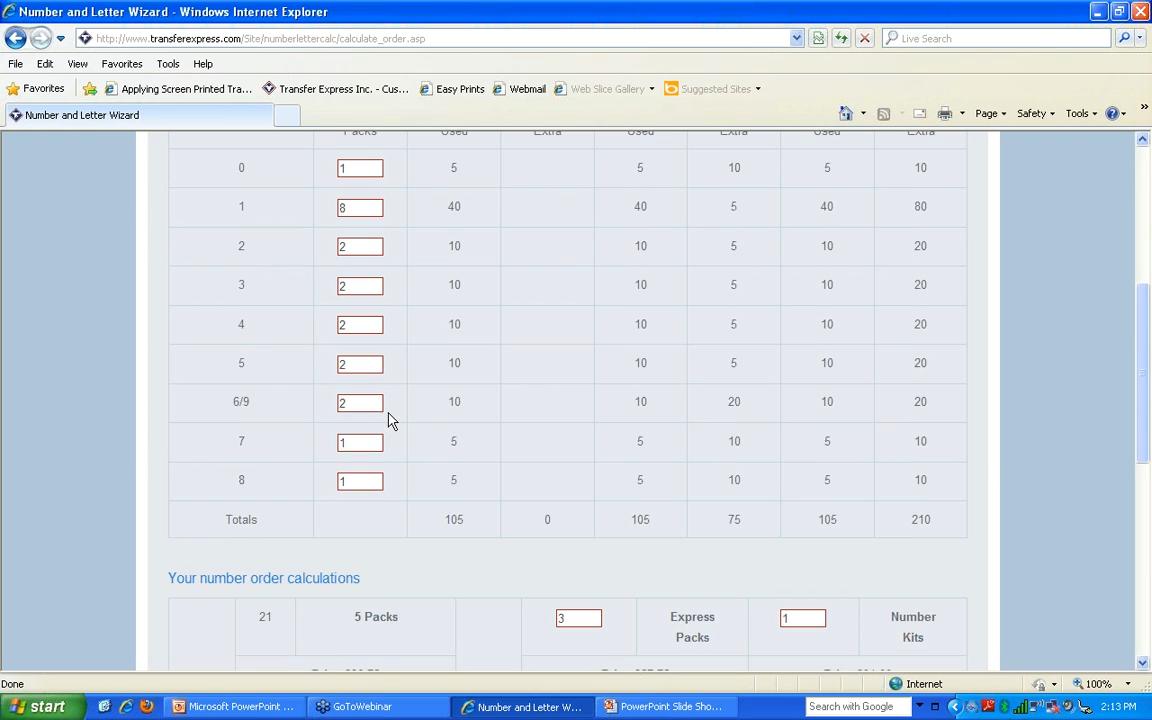 Number and Letter Wizard - Windows Internet Explorer
http://www.transferexpress.com/Site/numberlettercalc/calculate_order.asp
Live Search
File Edit View Favorites Tools Help
Favorites Applying Screen Printed Tra... Transfer Express Inc. - Cus... Easy Prints Webmail Web Slice Gallery Suggested Sites
Number and Letter Wizard Page Safety Tools
Packs Used Extra Used Extra Used Extra
0 1 5 5 10 5 10
1 8 40 40 5 40 80
2 2 10 10 5 10 20
3 2 10 10 5 10 20
4 2 10 10 5 10 20
5 2 10 10 5 10 20
6/9 2 10 10 20 10 20
7 1 5 5 10 5 10
8 1 5 5 10 5 10
Totals 105 0 105 75 105 210
Your number order calculations
21 5 Packs 3 Express Packs 1 Number Kits
Done Internet 100%
start Microsoft PowerPoint ... GoToWebinar Number and Letter W... PowerPoint Slide Sho... Search with Google 2:13 PM